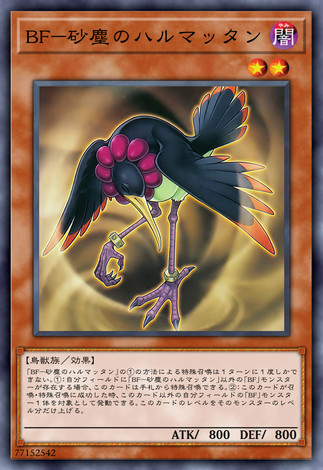 BF－砂塵のハルマッタン
やみ
闇
【鳥獣族／効果】
「BF－砂塵のハルマッタン」の①の方法による特殊召喚は１ターンに１度しかで
きない。①：自分フィールドに「BF－砂塵のハルマッタン」以外の「BF」モンスタ
ーが存在する場合、このカードは手札から特殊召喚できる。②：このカードが召
喚・特殊召喚に成功した時、このカード以外の自分フィールドの「BF」モンスタ
ー１体を対象として発動できる。このカードのレベルをそのモンスターのレベ
ル分だけ上げる。
ATK/ 800 DEF/ 800
77152542